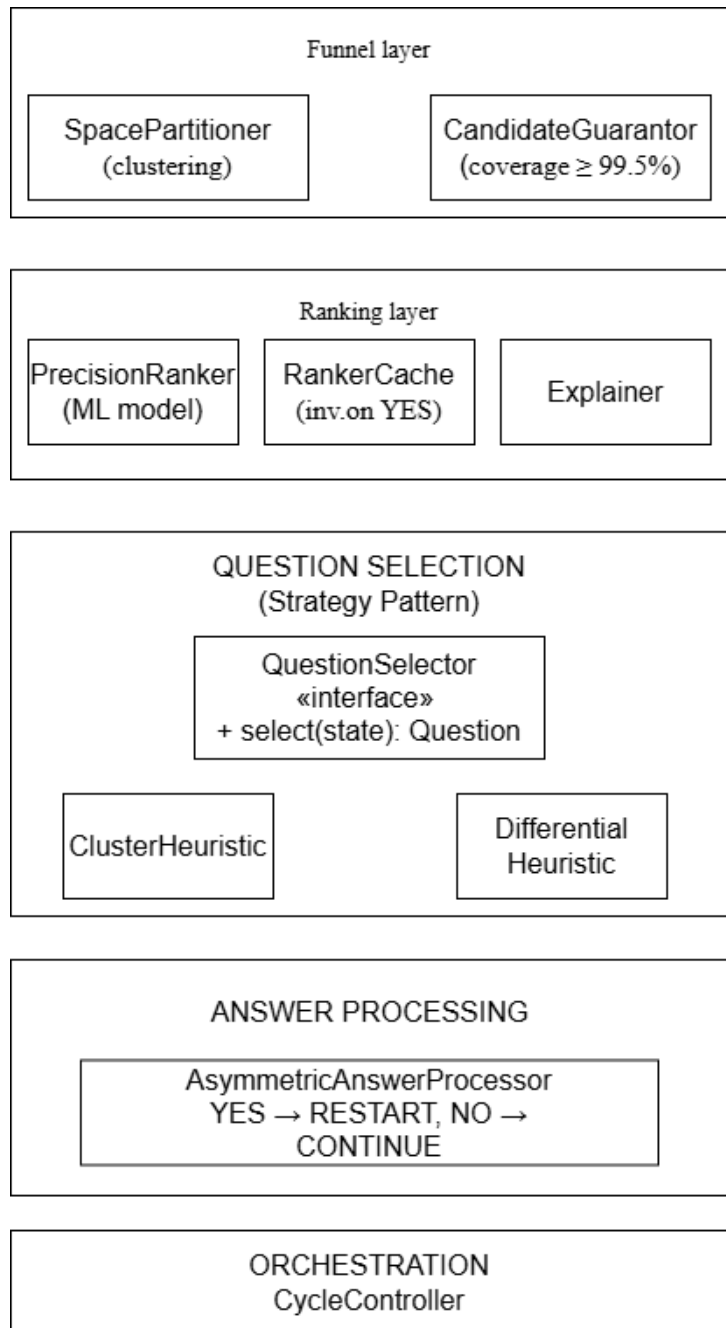 Funnel layer
SpacePartitioner
(clustering)
CandidateGuarantor
(coverage ≥ 99.5%)
Ranking layer
PrecisionRanker
(ML model)
RankerCache
(inv.on YES)
Explainer
QUESTION SELECTION
(Strategy Pattern)
QuestionSelector
«interface»
+ select(state): Question
ClusterHeuristic
Differential
Heuristic
ANSWER PROCESSING
AsymmetricAnswerProcessor
YES → RESTART, NO →
CONTINUE
ORCHESTRATION
CycleController